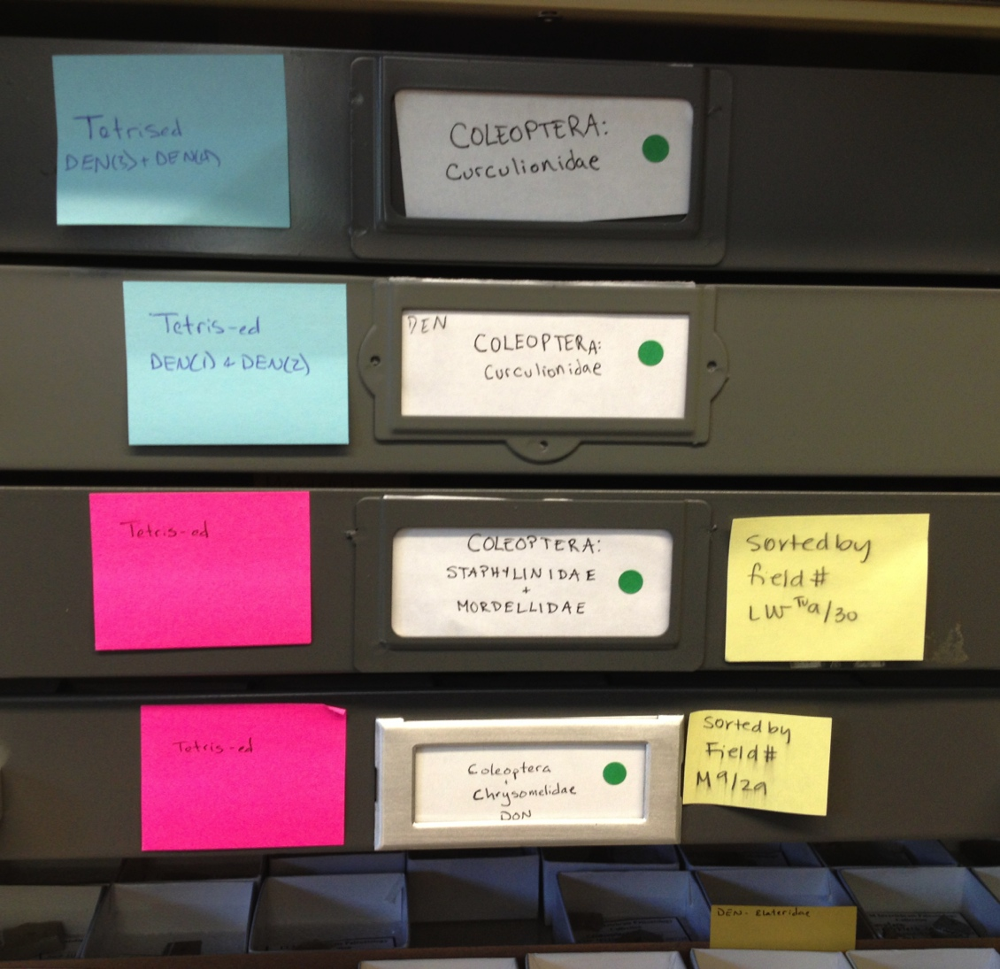 Tetrised
DEN(3) + DEN(4)
COLEOPTERA:
Curculionidae
Tetris-ed
DEN(1) & DEN(2)
DEN
COLEOPTERA:
Curculionidae
Tetris-ed
COLEOPTERA:
STAPHYLINIDAE
+
MORDELLIDAE
Sorted by
field #
LW Tu 9/30
Tetris-ed
Coleoptera
:
Chrysomelidae
DON
Sorted by
Field #
M 9/29
DEN- Elateridae